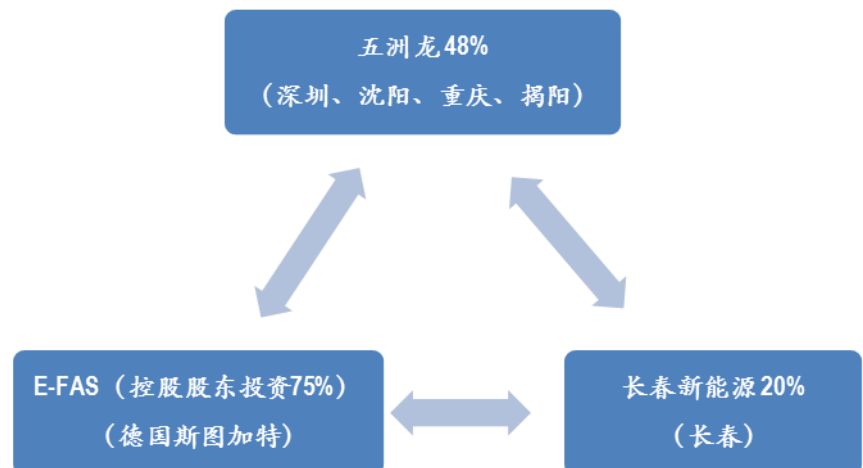 五洲龙48%
（深圳、沈阳、重庆、揭阳）
E-FAS（控股股东投资75%）
（德国斯图加特）
长春新能源20%
（长春）